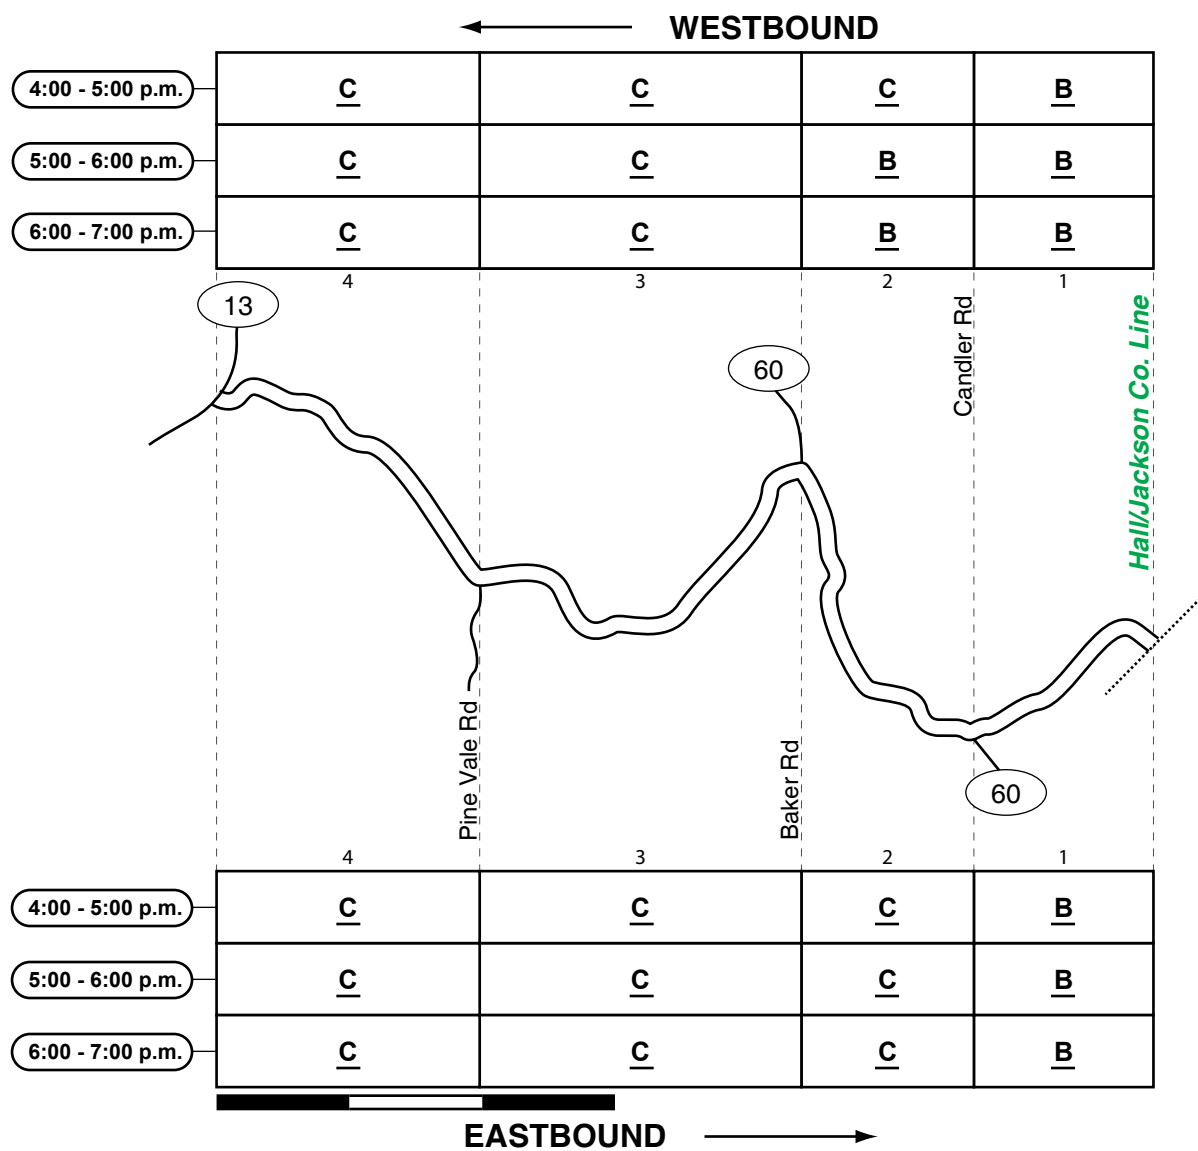 WESTBOUND
4:00 - 5:00 p.m. C C C B
5:00 - 6:00 p.m. C C B B
6:00 - 7:00 p.m. C C B B
4 3 2 1
13
60
Candler Rd
Hall/Jackson Co. Line
Pine Vale Rd
Baker Rd
60
4 3 2 1
4:00 - 5:00 p.m. C C C B
5:00 - 6:00 p.m. C C C B
6:00 - 7:00 p.m. C C C B
EASTBOUND